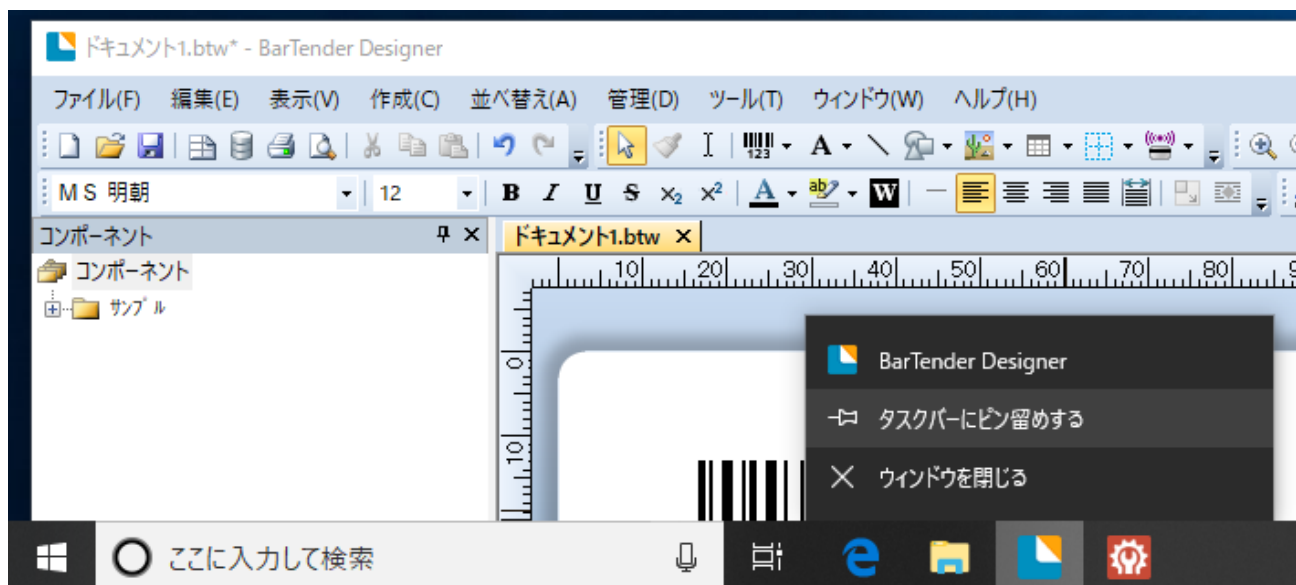 ドキュメント1.btw* - BarTender Designer
ファイル(F) 編集(E) 表示(V) 作成(C) 並べ替え(A) 管理(D) ツール(T) ウィンドウ(W) ヘルプ(H)
123 A
MS 明朝 12 B I U S x₂ x² A ab W
コンポーネント ドキュメント1.btw
コンポーネント
サンプル
10 20 30 40 50 60 70 80 9
0
10
BarTender Designer
タスクバーにピン留めする
ウィンドウを閉じる
ここに入力して検索